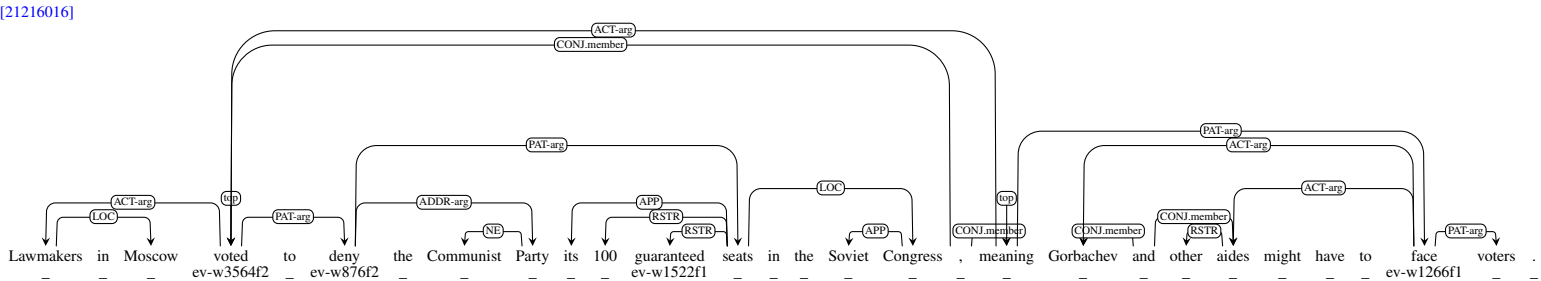 [21216016]
ACT-arg
CONJ.member
PAT-arg
ACT-arg
PAT-arg
LOC ACT-arg
top top
ACT-arg ADDR-arg APP
LOC PAT-arg RSTR CONJ.member
NE RSTR APP CONJ.member CONJ.member RSTR PAT-arg
Lawmakers in Moscow voted to deny the Communist Party its 100 guaranteed seats in the Soviet Congress , meaning Gorbachev and other aides might have to face voters .
_ _ _ ev-w3564f2 _ ev-w876f2 _ _ _ _ _ ev-w1522f1 _ _ _ _ _ _ _ _ _ _ _ _ _ _ ev-w1266f1 _ _